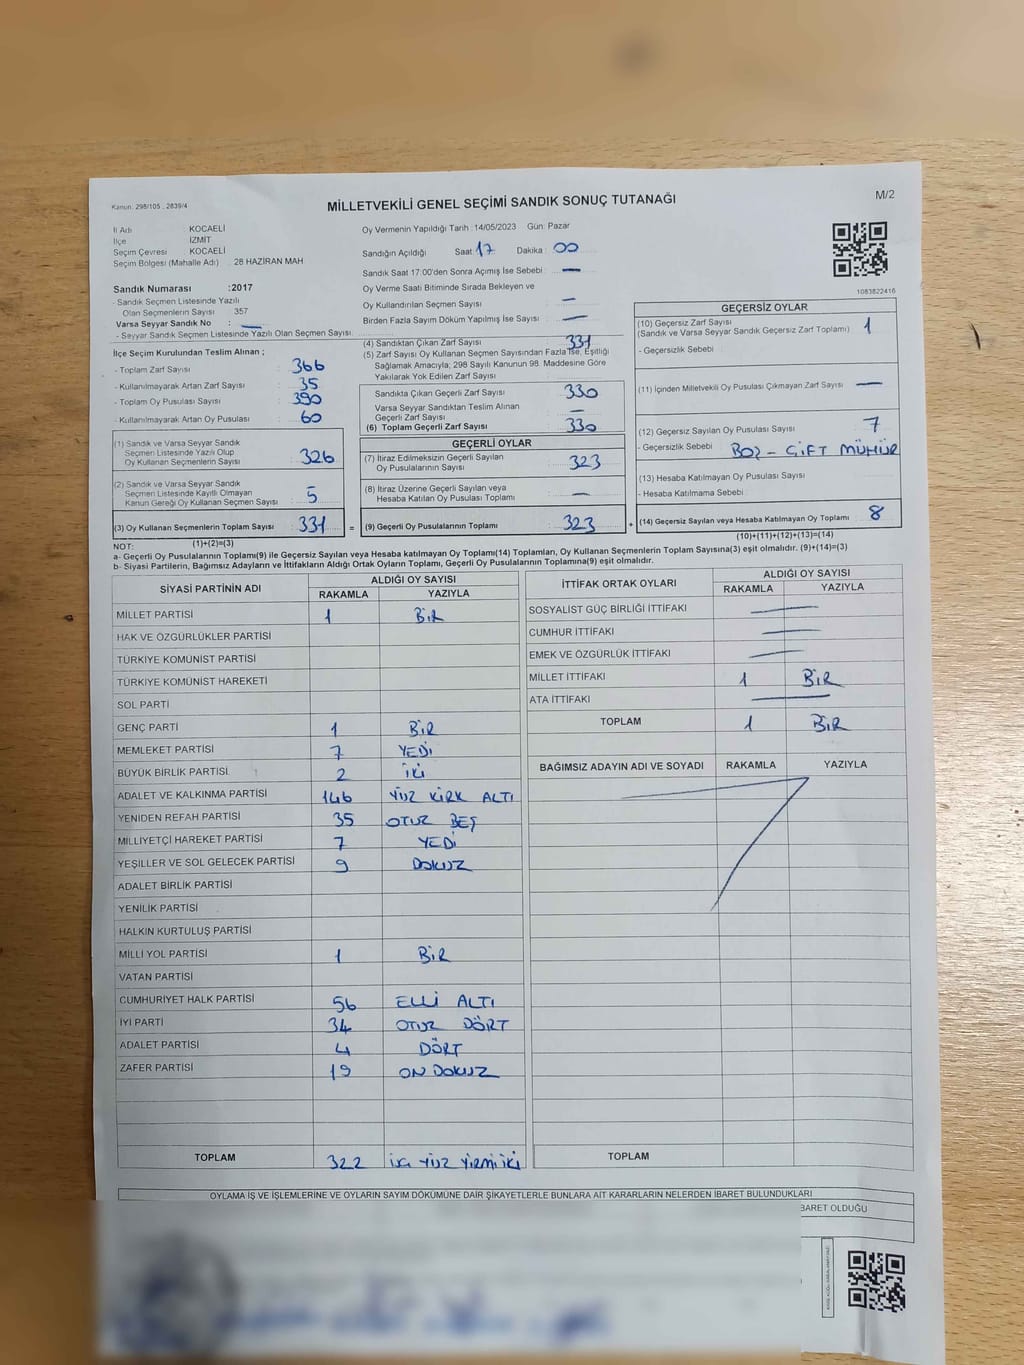 Kanun: 298/105 , 2839/4
MİLLETVEKİLİ GENEL SEÇİMİ SANDIK SONUÇ TUTANAĞI
M/2
İl Adı : KOCAELİ
İlçe : İZMİT
Seçim Çevresi : KOCAELİ
Seçim Bölgesi (Mahalle Adı) : 28 HAZİRAN MAH
Sandık Numarası :2017
- Sandık Seçmen Listesinde Yazılı
Olan Seçmenlerin Sayısı 357
Varsa Seyyar Sandık No : —
- Seyyar Sandık Seçmen Listesinde Yazılı Olan Seçmen Sayısı:
Oy Vermenin Yapıldığı Tarih : 14/05/2023 Gün: Pazar
Sandığın Açıldığı Saat 17 Dakika : 00
Sandık Saat 17:00'den Sonra Açımış İse Sebebi : —
Oy Verme Saati Bitiminde Sırada Bekleyen ve
Oy Kullandırılan Seçmen Sayısı : —
Birden Fazla Sayım Döküm Yapılmış İse Sayısı : —
1083822416
İlçe Seçim Kurulundan Teslim Alınan ;
- Toplam Zarf Sayısı : 366
- Kullanılmayarak Artan Zarf Sayısı : 35
- Toplam Oy Pusulası Sayısı : 390
- Kullanılmayarak Artan Oy Pusulası : 60
(1) Sandık ve Varsa Seyyar Sandık
Seçmen Listesinde Yazılı Olup
Oy Kullanan Seçmenlerin Sayısı : 326
(2) Sandık ve Varsa Seyyar Sandık
Seçmen Listesinde Kayıtlı Olmayan
Kanun Gereği Oy Kullanan Seçmen Sayısı : 5
(3) Oy Kullanan Seçmenlerin Toplam Sayısı : 331 =
(4) Sandıktan Çıkan Zarf Sayısı 331
(5) Zarf Sayısı Oy Kullanan Seçmen Sayısından Fazla İse, Eşitliği
Sağlamak Amacıyla; 298 Sayılı Kanunun 98. Maddesine Göre
Yakılarak Yok Edilen Zarf Sayısı :
Sandıkta Çıkan Geçerli Zarf Sayısı : 330
Varsa Seyyar Sandıktan Teslim Alınan
Geçerli Zarf Sayısı : —
(6) Toplam Geçerli Zarf Sayısı : 330
GEÇERLİ OYLAR
(7) İtiraz Edilmeksizin Geçerli Sayılan
Oy Pusulalarının Sayısı : 323
(8) İtiraz Üzerine Geçerli Sayılan veya
Hesaba Katılan Oy Pusulası Toplamı : —
(9) Geçerli Oy Pusulalarının Toplamı : 323 +
GEÇERSİZ OYLAR
(10) Geçersiz Zarf Sayısı
(Sandık ve Varsa Seyyar Sandık Geçersiz Zarf Toplamı) : 1
- Geçersizlik Sebebi :
(11) İçinden Milletvekili Oy Pusulası Çıkmayan Zarf Sayısı : —
(12) Geçersiz Sayılan Oy Pusulası Sayısı : 7
- Geçersizlik Sebebi : BOŞ - ÇİFT MÜHÜR
(13) Hesaba Katılmayan Oy Pusulası Sayısı :
- Hesaba Katılmama Sebebi :
(14) Geçersiz Sayılan veya Hesaba Katılmayan Oy Toplamı : 8
NOT: (1)+(2)=(3)
(10)+(11)+(12)+(13)=(14)
a- Geçerli Oy Pusulalarının Toplamı(9) ile Geçersiz Sayılan veya Hesaba katılmayan Oy Toplamı(14) Toplamları, Oy Kullanan Seçmenlerin Toplam Sayısına(3) eşit olmalıdır. (9)+(14)=(3)
b- Siyasi Partilerin, Bağımsız Adayların ve İttifakların Aldığı Ortak Oyların Toplamı, Geçerli Oy Pusulalarının Toplamına(9) eşit olmalıdır.
SİYASİ PARTİNİN ADI ALDIĞI OY SAYISI
RAKAMLA YAZIYLA
MİLLET PARTİSİ 1 BİR
HAK VE ÖZGÜRLÜKLER PARTİSİ
TÜRKİYE KOMÜNİST PARTİSİ
TÜRKİYE KOMÜNİST HAREKETİ
SOL PARTİ
GENÇ PARTİ 1 BİR
MEMLEKET PARTİSİ 7 YEDİ
BÜYÜK BİRLİK PARTİSİ 2 İKİ
ADALET VE KALKINMA PARTİSİ 146 YÜZ KIRK ALTI
YENİDEN REFAH PARTİSİ 35 OTUZ BEŞ
MİLLİYETÇİ HAREKET PARTİSİ 7 YEDİ
YEŞİLLER VE SOL GELECEK PARTİSİ 9 DOKUZ
ADALET BİRLİK PARTİSİ
YENİLİK PARTİSİ
HALKIN KURTULUŞ PARTİSİ
MİLLİ YOL PARTİSİ 1 BİR
VATAN PARTİSİ
CUMHURİYET HALK PARTİSİ 56 ELLİ ALTI
İYİ PARTİ 34 OTUZ DÖRT
ADALET PARTİSİ 4 DÖRT
ZAFER PARTİSİ 19 ON DOKUZ
TOPLAM 322 YÜZ YİRMİ İKİ
İTTİFAK ORTAK OYLARI ALDIĞI OY SAYISI
RAKAMLA YAZIYLA
SOSYALİST GÜÇ BİRLİĞİ İTTİFAKI —
CUMHUR İTTİFAKI —
EMEK VE ÖZGÜRLÜK İTTİFAKI —
MİLLET İTTİFAKI 1 BİR
ATA İTTİFAKI —
TOPLAM 1 BİR
BAĞIMSIZ ADAYIN ADI VE SOYADI RAKAMLA YAZIYLA
TOPLAM
OYLAMA İŞ VE İŞLEMLERİNE VE OYLARIN SAYIM DÖKÜMÜNE DAİR ŞİKAYETLERLE BUNLARA AİT KARARLARIN NELERDEN İBARET BULUNDUKLARI
BARET OLDUĞU